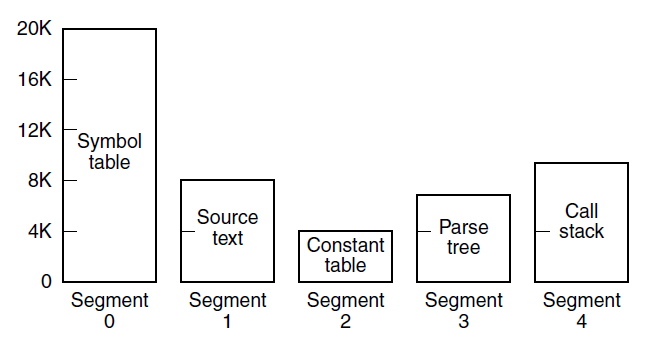 20K
16K
12K
8K
4K
0
Symbol
table
Source
text
Constant
table
Parse
tree
Call
stack
Segment
0
Segment
1
Segment
2
Segment
3
Segment
4